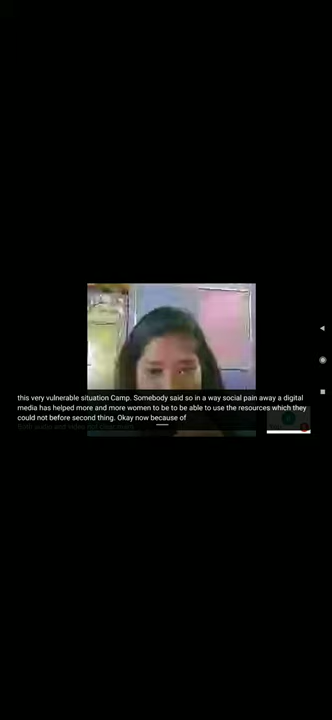 this very vulnerable situation Camp. Somebody said so in a way social pain away a digital
media has helped more and more women to be to be able to use the resources which they
could not before second thing. Okay now because of